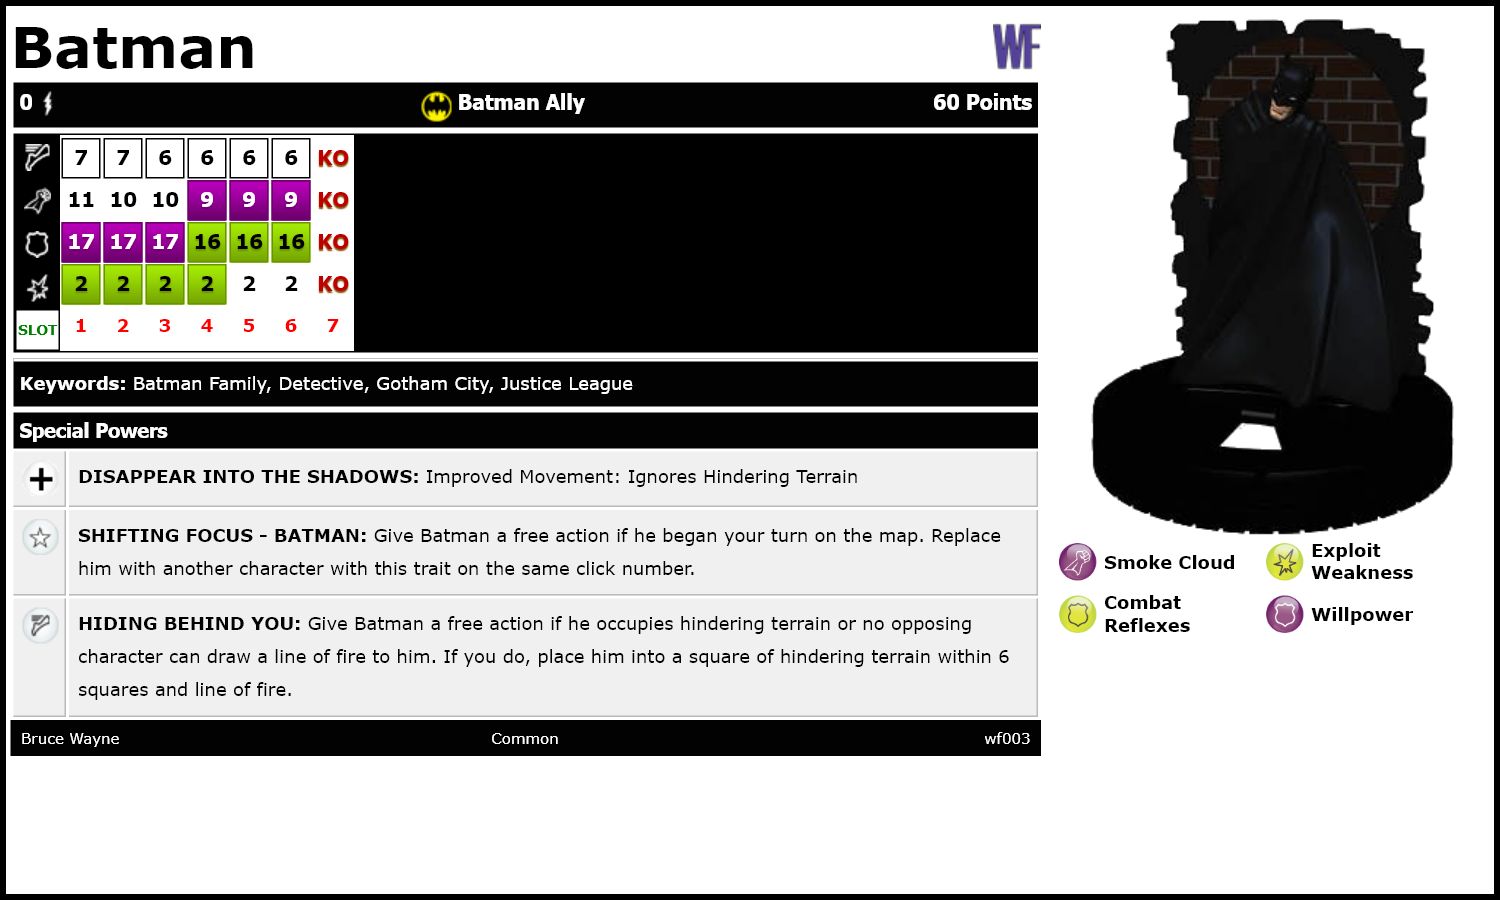 Batman
WF
0 Batman Ally 60 Points
7 7 6 6 6 6 KO
11 10 10 9 9 9 KO
17 17 17 16 16 16 KO
2 2 2 2 2 2 KO
SLOT 1 2 3 4 5 6 7
Keywords: Batman Family, Detective, Gotham City, Justice League
Special Powers
DISAPPEAR INTO THE SHADOWS: Improved Movement: Ignores Hindering Terrain
SHIFTING FOCUS - BATMAN: Give Batman a free action if he began your turn on the map. Replace
him with another character with this trait on the same click number.
HIDING BEHIND YOU: Give Batman a free action if he occupies hindering terrain or no opposing
character can draw a line of fire to him. If you do, place him into a square of hindering terrain within 6
squares and line of fire.
Bruce Wayne Common wf003
Smoke Cloud
Exploit
Weakness
Combat
Reflexes
Willpower